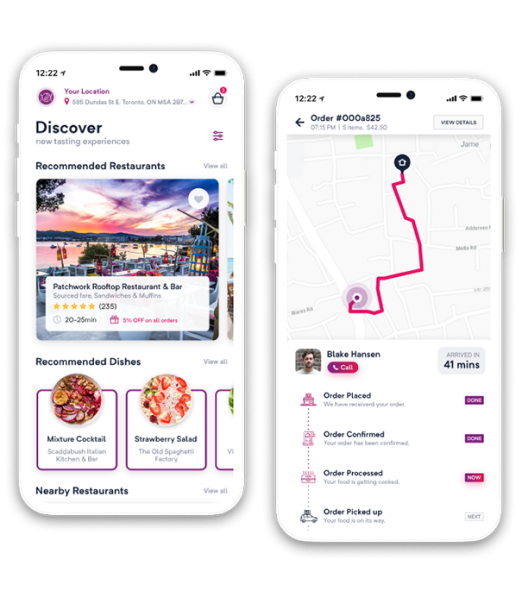 12:22
Your Location
595 Dundas St E. Toronto, ON M5A 2B7...
Discover
new tasting experiences
Recommended Restaurants
View all
Patchwork Rooftop Restaurant & Bar
Sourced fare, Sandwiches & Muffins
(235)
20-25min
5% OFF on all orders
Recommended Dishes
View all
Mixture Cocktail
Scaddabush Italian
Kitchen & Bar
Strawberry Salad
The Old Spaghetti
Factory
Nearby Restaurants
View all
12:22
Order #000a825
07:15 PM | 5 items, $42.50
VIEW DETAILS
Jame
Melby Rd
Blake Hansen
Call
ARRIVED IN
41 mins
Order Placed
We have receiverd your order.
DONE
Order Confirmed
Your order has been confirmed.
DONE
Order Processed
Your food is getting cooked.
NOW
Order Picked up
Your food is on its way.
NEXT